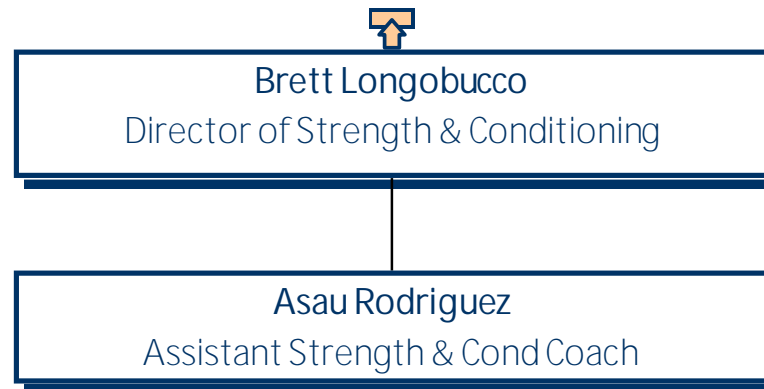 Brett Longobucco
Director of Strength & Conditioning
Asau Rodriguez
Assistant Strength & Cond Coach